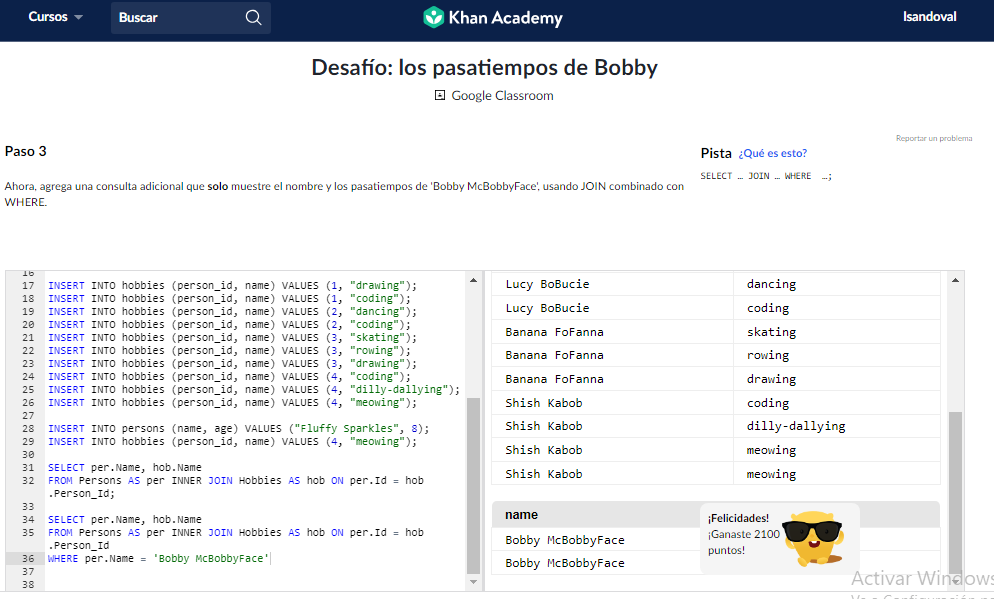 Cursos Buscar Khan Academy lsandoval
Desafío: los pasatiempos de Bobby
Google Classroom
Reportar un problema
Paso 3
Pista ¿Qué es esto?
SELECT … JOIN … WHERE …;
Ahora, agrega una consulta adicional que solo muestre el nombre y los pasatiempos de 'Bobby McBobbyFace', usando JOIN combinado con
WHERE.
16
17 INSERT INTO hobbies (person_id, name) VALUES (1, "drawing");
18 INSERT INTO hobbies (person_id, name) VALUES (1, "coding");
19 INSERT INTO hobbies (person_id, name) VALUES (2, "dancing");
20 INSERT INTO hobbies (person_id, name) VALUES (2, "coding");
21 INSERT INTO hobbies (person_id, name) VALUES (3, "skating");
22 INSERT INTO hobbies (person_id, name) VALUES (3, "rowing");
23 INSERT INTO hobbies (person_id, name) VALUES (3, "drawing");
24 INSERT INTO hobbies (person_id, name) VALUES (4, "coding");
25 INSERT INTO hobbies (person_id, name) VALUES (4, "dilly-dallying");
26 INSERT INTO hobbies (person_id, name) VALUES (4, "meowing");
27
28 INSERT INTO persons (name, age) VALUES ("Fluffy Sparkles", 8);
29 INSERT INTO hobbies (person_id, name) VALUES (4, "meowing");
30
31 SELECT per.Name, hob.Name
32 FROM Persons AS per INNER JOIN Hobbies AS hob ON per.Id = hob
.Person_Id;
33
34 SELECT per.Name, hob.Name
35 FROM Persons AS per INNER JOIN Hobbies AS hob ON per.Id = hob
.Person_Id
36 WHERE per.Name = 'Bobby McBobbyFace'
37
38
Lucy BoBucie dancing
Lucy BoBucie coding
Banana FoFanna skating
Banana FoFanna rowing
Banana FoFanna drawing
Shish Kabob coding
Shish Kabob dilly-dallying
Shish Kabob meowing
Shish Kabob meowing
name
Bobby McBobbyFace
Bobby McBobbyFace
¡Felicidades!
¡Ganaste 2100
puntos!
Activar Windows